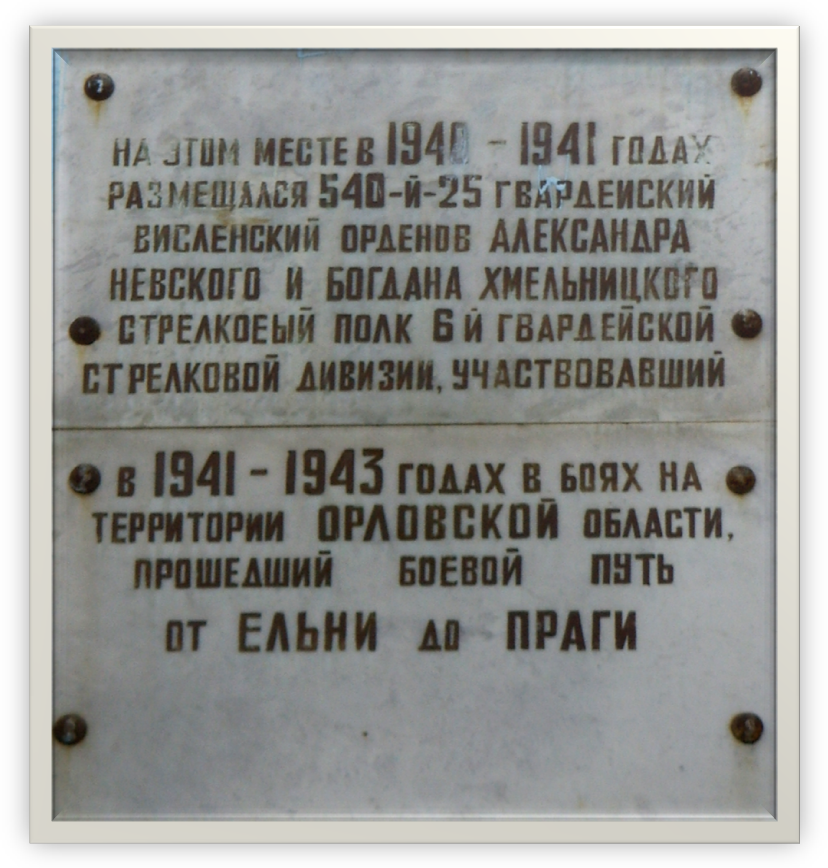 НА ЭТОМ МЕСТЕ В 1940 - 1941 ГОДАХ
РАЗМЕЩАЛСЯ 540-Й-25 ГВАРДЕЙСКИЙ
ВИСЛЕНСКИЙ ОРДЕНОВ АЛЕКСАНДРА
НЕВСКОГО И БОГДАНА ХМЕЛЬНИЦКОГО
СТРЕЛКОЕЫЙ ПОЛК 6 Й ГВАРДЕЙСКОЙ
СТРЕЛКОВОЙ ДИВИЗИИ, УЧАСТВОВАВШИЙ
В 1941 - 1943 ГОДАХ В БОЯХ НА
ТЕРРИТОРИИ ОРЛОВСКОЙ ОБЛАСТИ,
ПРОШЕДШИЙ БОЕВОЙ ПУТЬ
ОТ ЕЛЬНИ ДО ПРАГИ